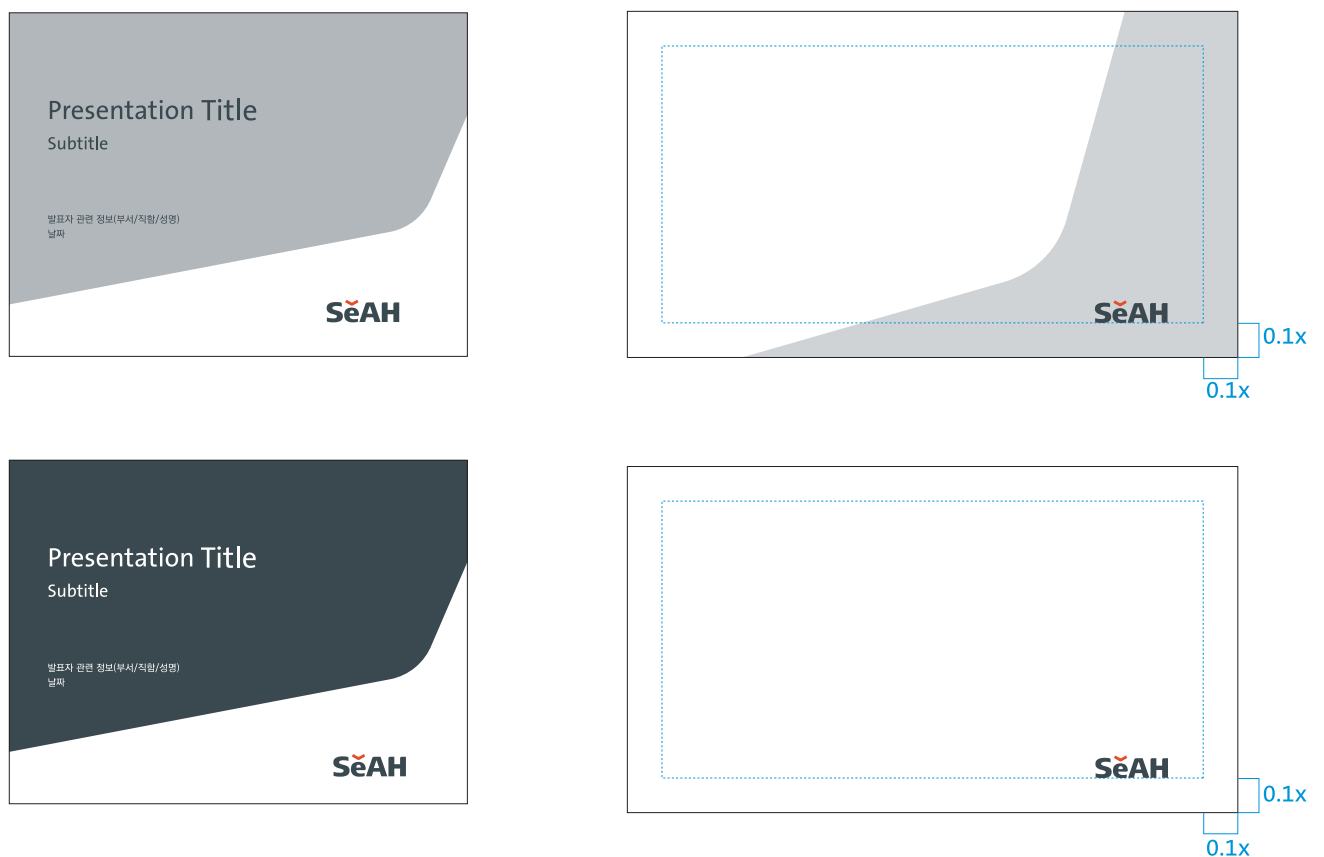 Presentation Title
Subtitle
발표자 관련 정보(부서/직함/성명)
날짜
SeAH
SeAH
0.1x
0.1x
Presentation Title
Subtitle
발표자 관련 정보(부서/직함/성명)
날짜
SeAH
SeAH
0.1x
0.1x